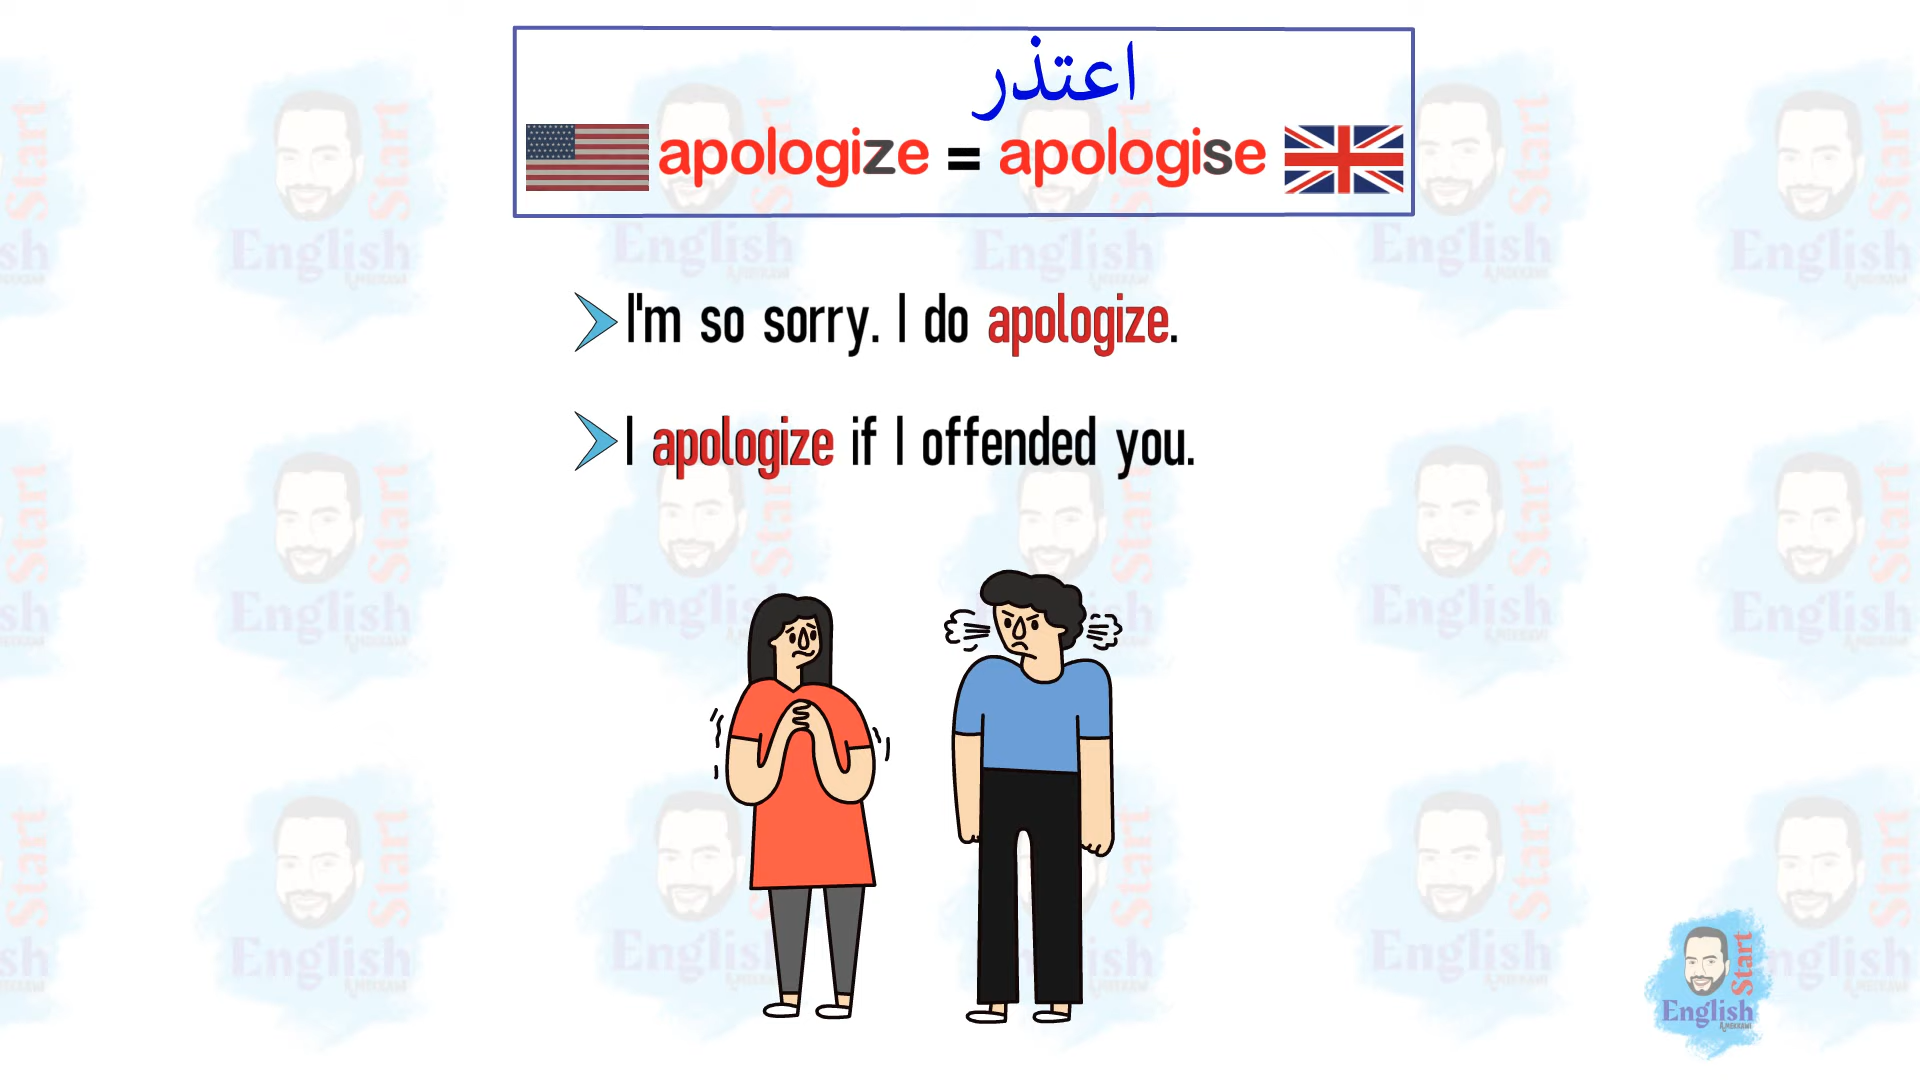 اعتذر
apologize = apologise
I'm so sorry. I do apologize.
I apologize if I offended you.
Start
English